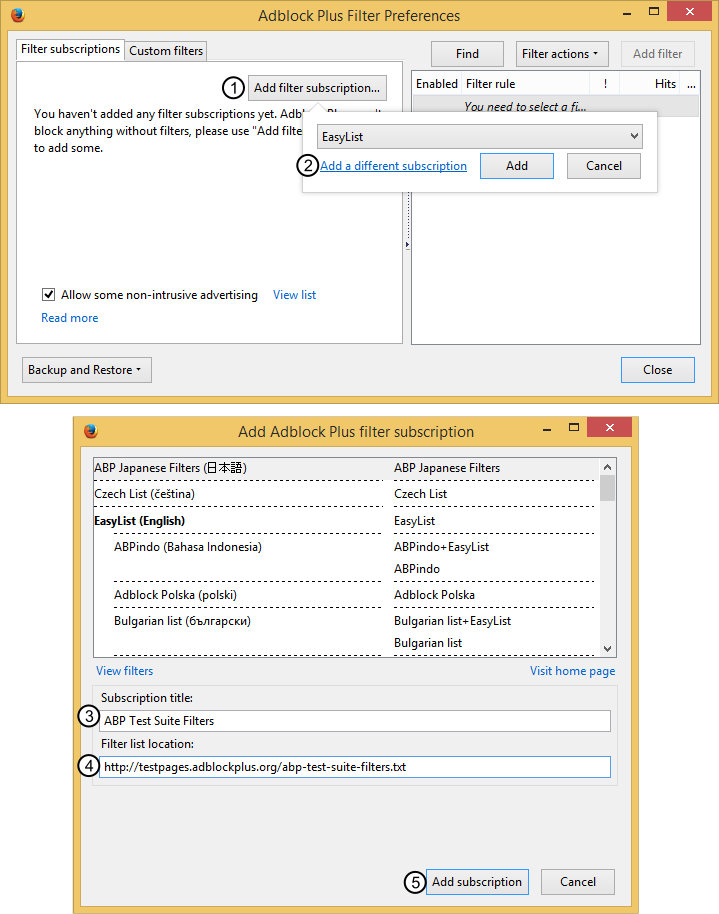 Adblock Plus Filter Preferences
Filter subscriptions
Custom filters
Find
Filter actions
Add filter
1 Add filter subscription...
Enabled Filter rule ! Hits ...
You need to select a fi...
You haven't added any filter subscriptions yet.
block anything without filters, please use "Add
to add some.
EasyList
2 Add a different subscription
Add
Cancel
Allow some non-intrusive advertising View list
Read more
Backup and Restore
Close
Add Adblock Plus filter subscription
ABP Japanese Filters (日本語) ABP Japanese Filters
Czech List (čeština) Czech List
EasyList (English) EasyList
ABPindo (Bahasa Indonesia) ABPindo+EasyList
ABPindo
Adblock Polska (polski) Adblock Polska
Bulgarian list (български) Bulgarian list+EasyList
Bulgarian list
View filters Visit home page
Subscription title:
3 ABP Test Suite Filters
Filter list location:
4 http://testpages.adblockplus.org/abp-test-suite-filters.txt
5 Add subscription
Cancel